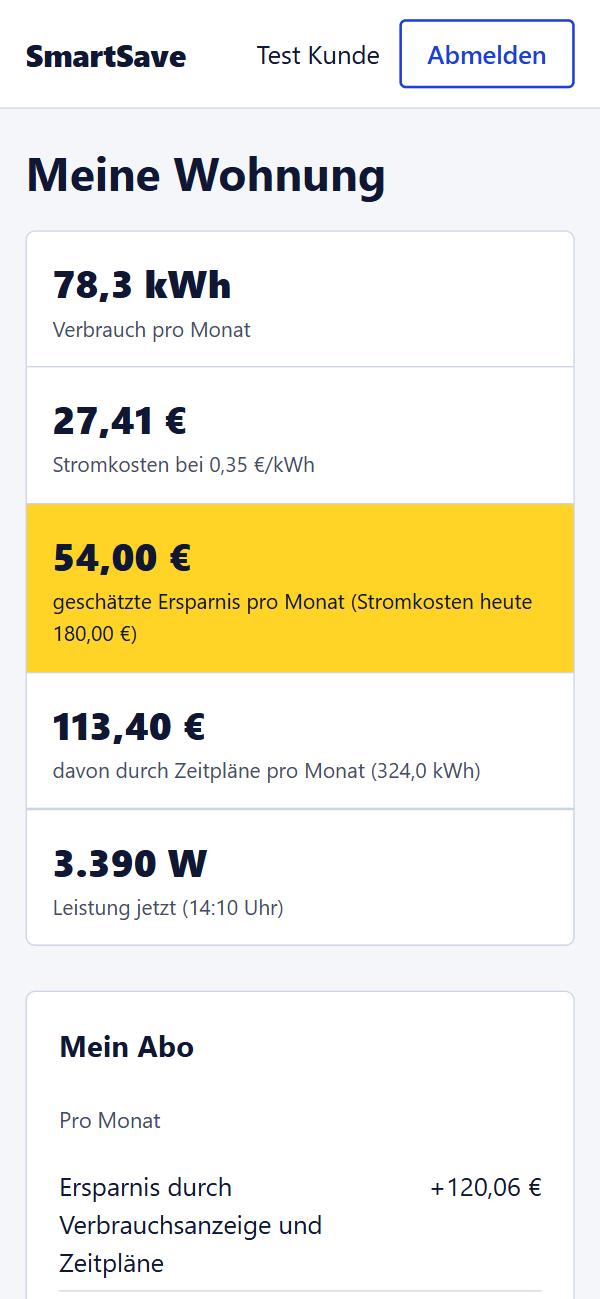 SmartSave
Test Kunde
Abmelden
Meine Wohnung
78,3 kWh
Verbrauch pro Monat
27,41 €
Stromkosten bei 0,35 €/kWh
54,00 €
geschätzte Ersparnis pro Monat (Stromkosten heute
180,00 €)
113,40 €
davon durch Zeitpläne pro Monat (324,0 kWh)
3.390 W
Leistung jetzt (14:10 Uhr)
Mein Abo
Pro Monat
Ersparnis durch +120,06 €
Verbrauchsanzeige und
Zeitpläne